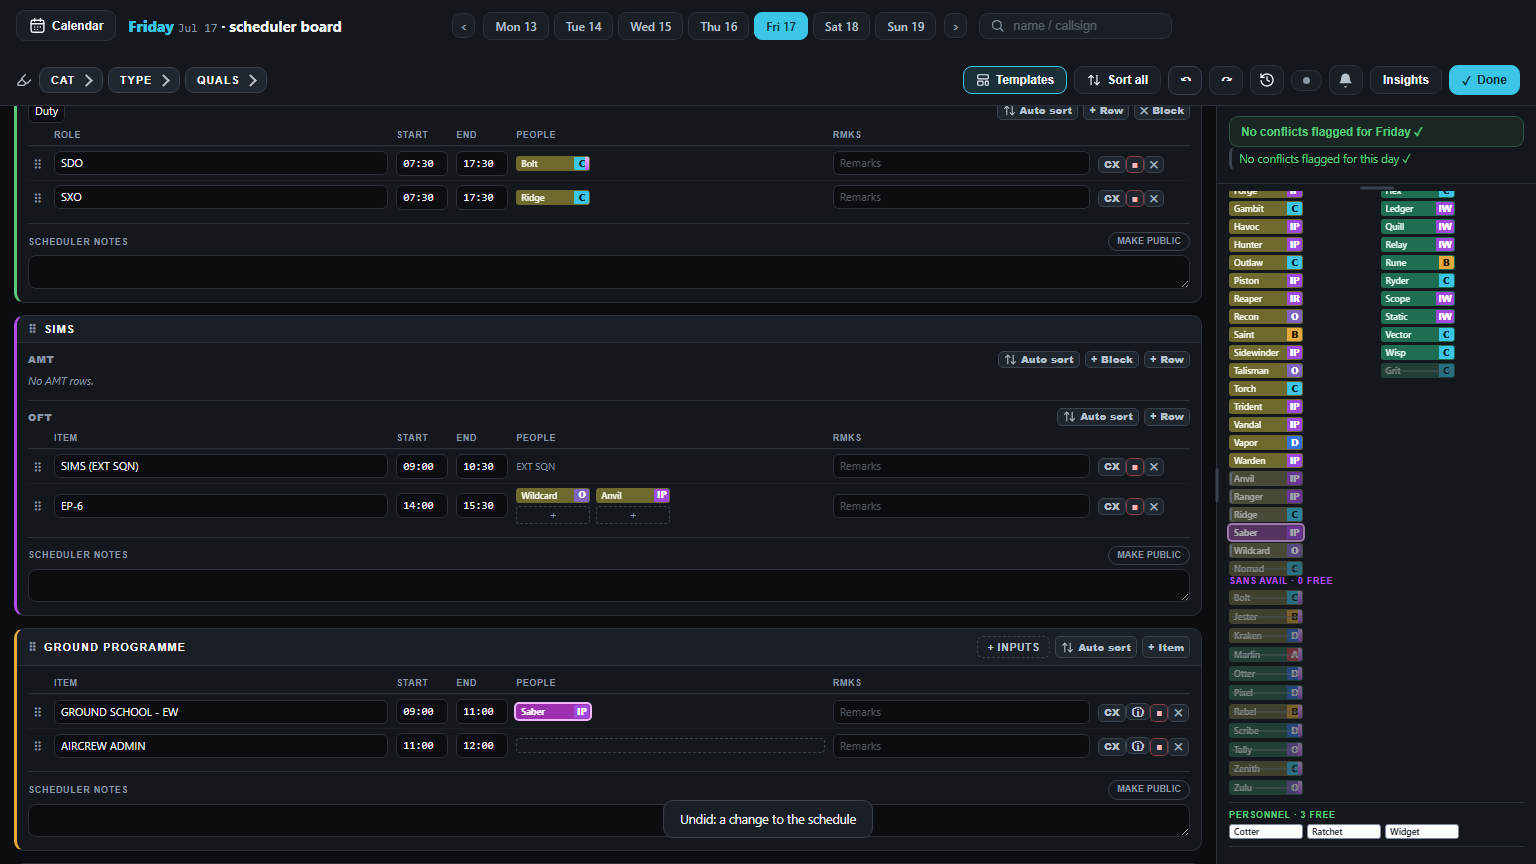 Calendar
Friday Jul 17 · scheduler board
‹ Mon 13 Tue 14 Wed 15 Thu 16 Fri 17 Sat 18 Sun 19 ›
name / callsign
CAT TYPE QUALS
Templates Sort all Insights ✓ Done
Duty
Auto sort + Row ✕ Block
ROLE START END PEOPLE RMKS
SDO 07:30 17:30 Bolt C Remarks CX
SXO 07:30 17:30 Ridge C Remarks CX
SCHEDULER NOTES MAKE PUBLIC
SIMS
AMT Auto sort + Block + Row
No AMT rows.
OFT Auto sort + Row
ITEM START END PEOPLE RMKS
SIMS (EXT SQN) 09:00 10:30 EXT SQN Remarks CX
EP-6 14:00 15:30 Wildcard O Anvil IP Remarks CX
+ +
SCHEDULER NOTES MAKE PUBLIC
GROUND PROGRAMME + INPUTS Auto sort + Item
ITEM START END PEOPLE RMKS
GROUND SCHOOL - EW 09:00 11:00 Saber IP Remarks CX
AIRCREW ADMIN 11:00 12:00 Remarks CX
SCHEDULER NOTES MAKE PUBLIC
Undid: a change to the schedule
No conflicts flagged for Friday ✓
No conflicts flagged for this day ✓
Gambit C
Havoc IP
Hunter IP
Outlaw C
Piston IP
Reaper IR
Recon O
Saint B
Sidewinder IP
Talisman O
Torch C
Trident IP
Vandal IP
Vapor D
Warden IP
Anvil IP
Ranger IP
Ridge C
Saber IP
Wildcard O
Nomad C
Ledger IW
Quill IW
Relay IW
Rune B
Ryder C
Scope IW
Static IW
Vector C
Wisp C
Grit C
SANS AVAIL · 0 FREE
Bolt C
Jester B
Kraken D
Marlin A
Otter D
Pixel D
Rebel B
Scribe D
Tally O
Zenith C
Zulu O
PERSONNEL · 3 FREE
Cotter Ratchet Widget